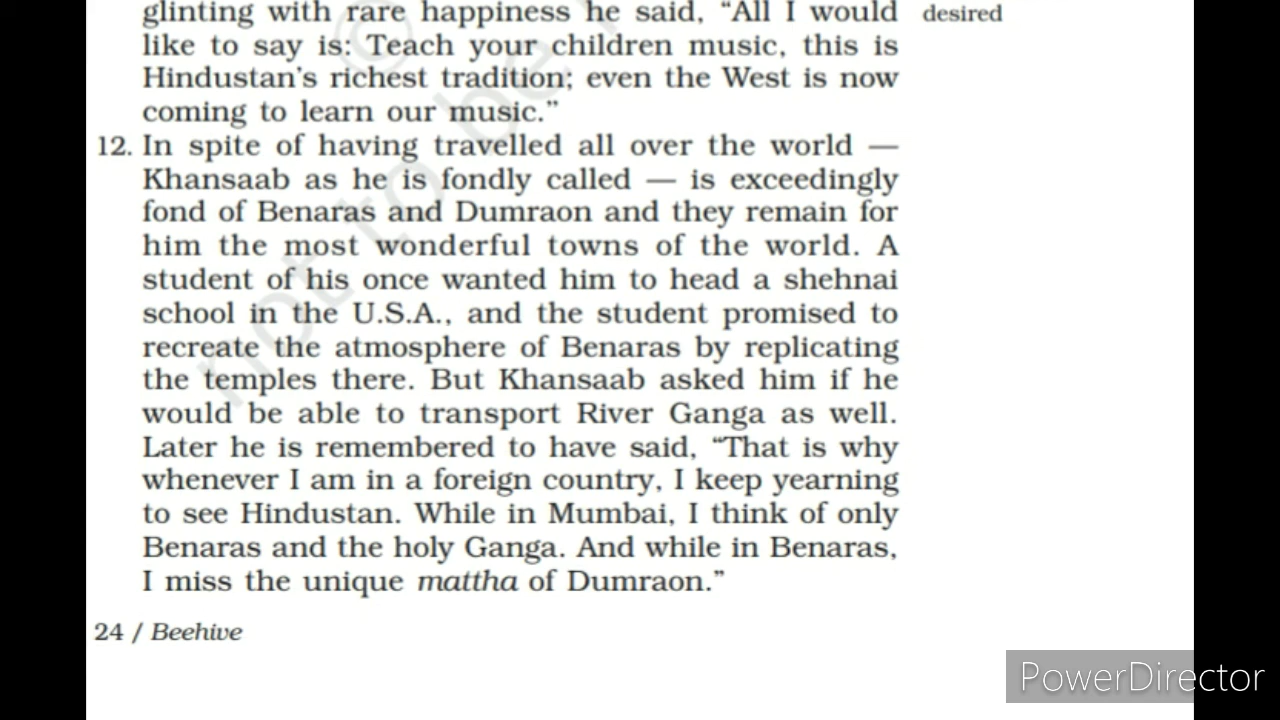 glinting with rare happiness he said, “All I would desired
like to say is: Teach your children music, this is
Hindustan’s richest tradition; even the West is now
coming to learn our music.”
12. In spite of having travelled all over the world —
Khansaab as he is fondly called — is exceedingly
fond of Benaras and Dumraon and they remain for
him the most wonderful towns of the world. A
student of his once wanted him to head a shehnai
school in the U.S.A., and the student promised to
recreate the atmosphere of Benaras by replicating
the temples there. But Khansaab asked him if he
would be able to transport River Ganga as well.
Later he is remembered to have said, “That is why
whenever I am in a foreign country, I keep yearning
to see Hindustan. While in Mumbai, I think of only
Benaras and the holy Ganga. And while in Benaras,
I miss the unique mattha of Dumraon.”
24 / Beehive
PowerDirector
not to be
©